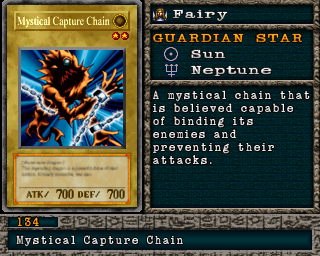 Mystical Capture Chain
ATK/ 700 DEF/ 700
Fairy
GUARDIAN STAR
Sun
Neptune
A mystical chain that
is believed capable
of binding its
enemies and
preventing their
attacks.
134
Mystical Capture Chain